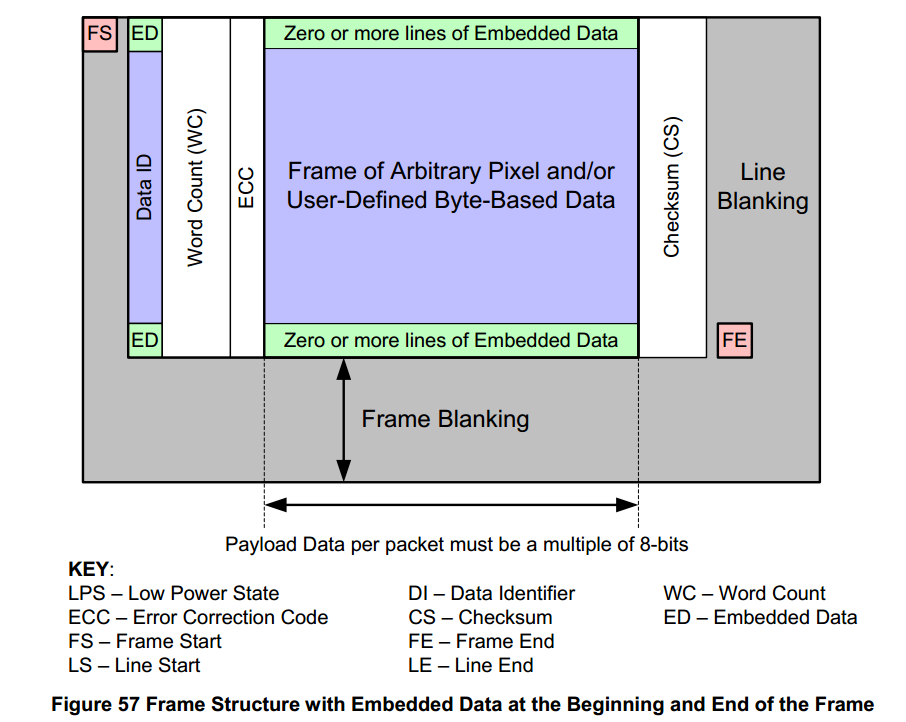 FS
ED
Zero or more lines of Embedded Data
Data ID
Word Count (WC)
ECC
Frame of Arbitrary Pixel and/or
User-Defined Byte-Based Data
Checksum (CS)
Line
Blanking
ED
Zero or more lines of Embedded Data
FE
Frame Blanking
Payload Data per packet must be a multiple of 8-bits
KEY:
LPS – Low Power State
DI – Data Identifier
WC – Word Count
ECC – Error Correction Code
CS – Checksum
ED – Embedded Data
FS – Frame Start
FE – Frame End
LS – Line Start
LE – Line End
Figure 57 Frame Structure with Embedded Data at the Beginning and End of the Frame